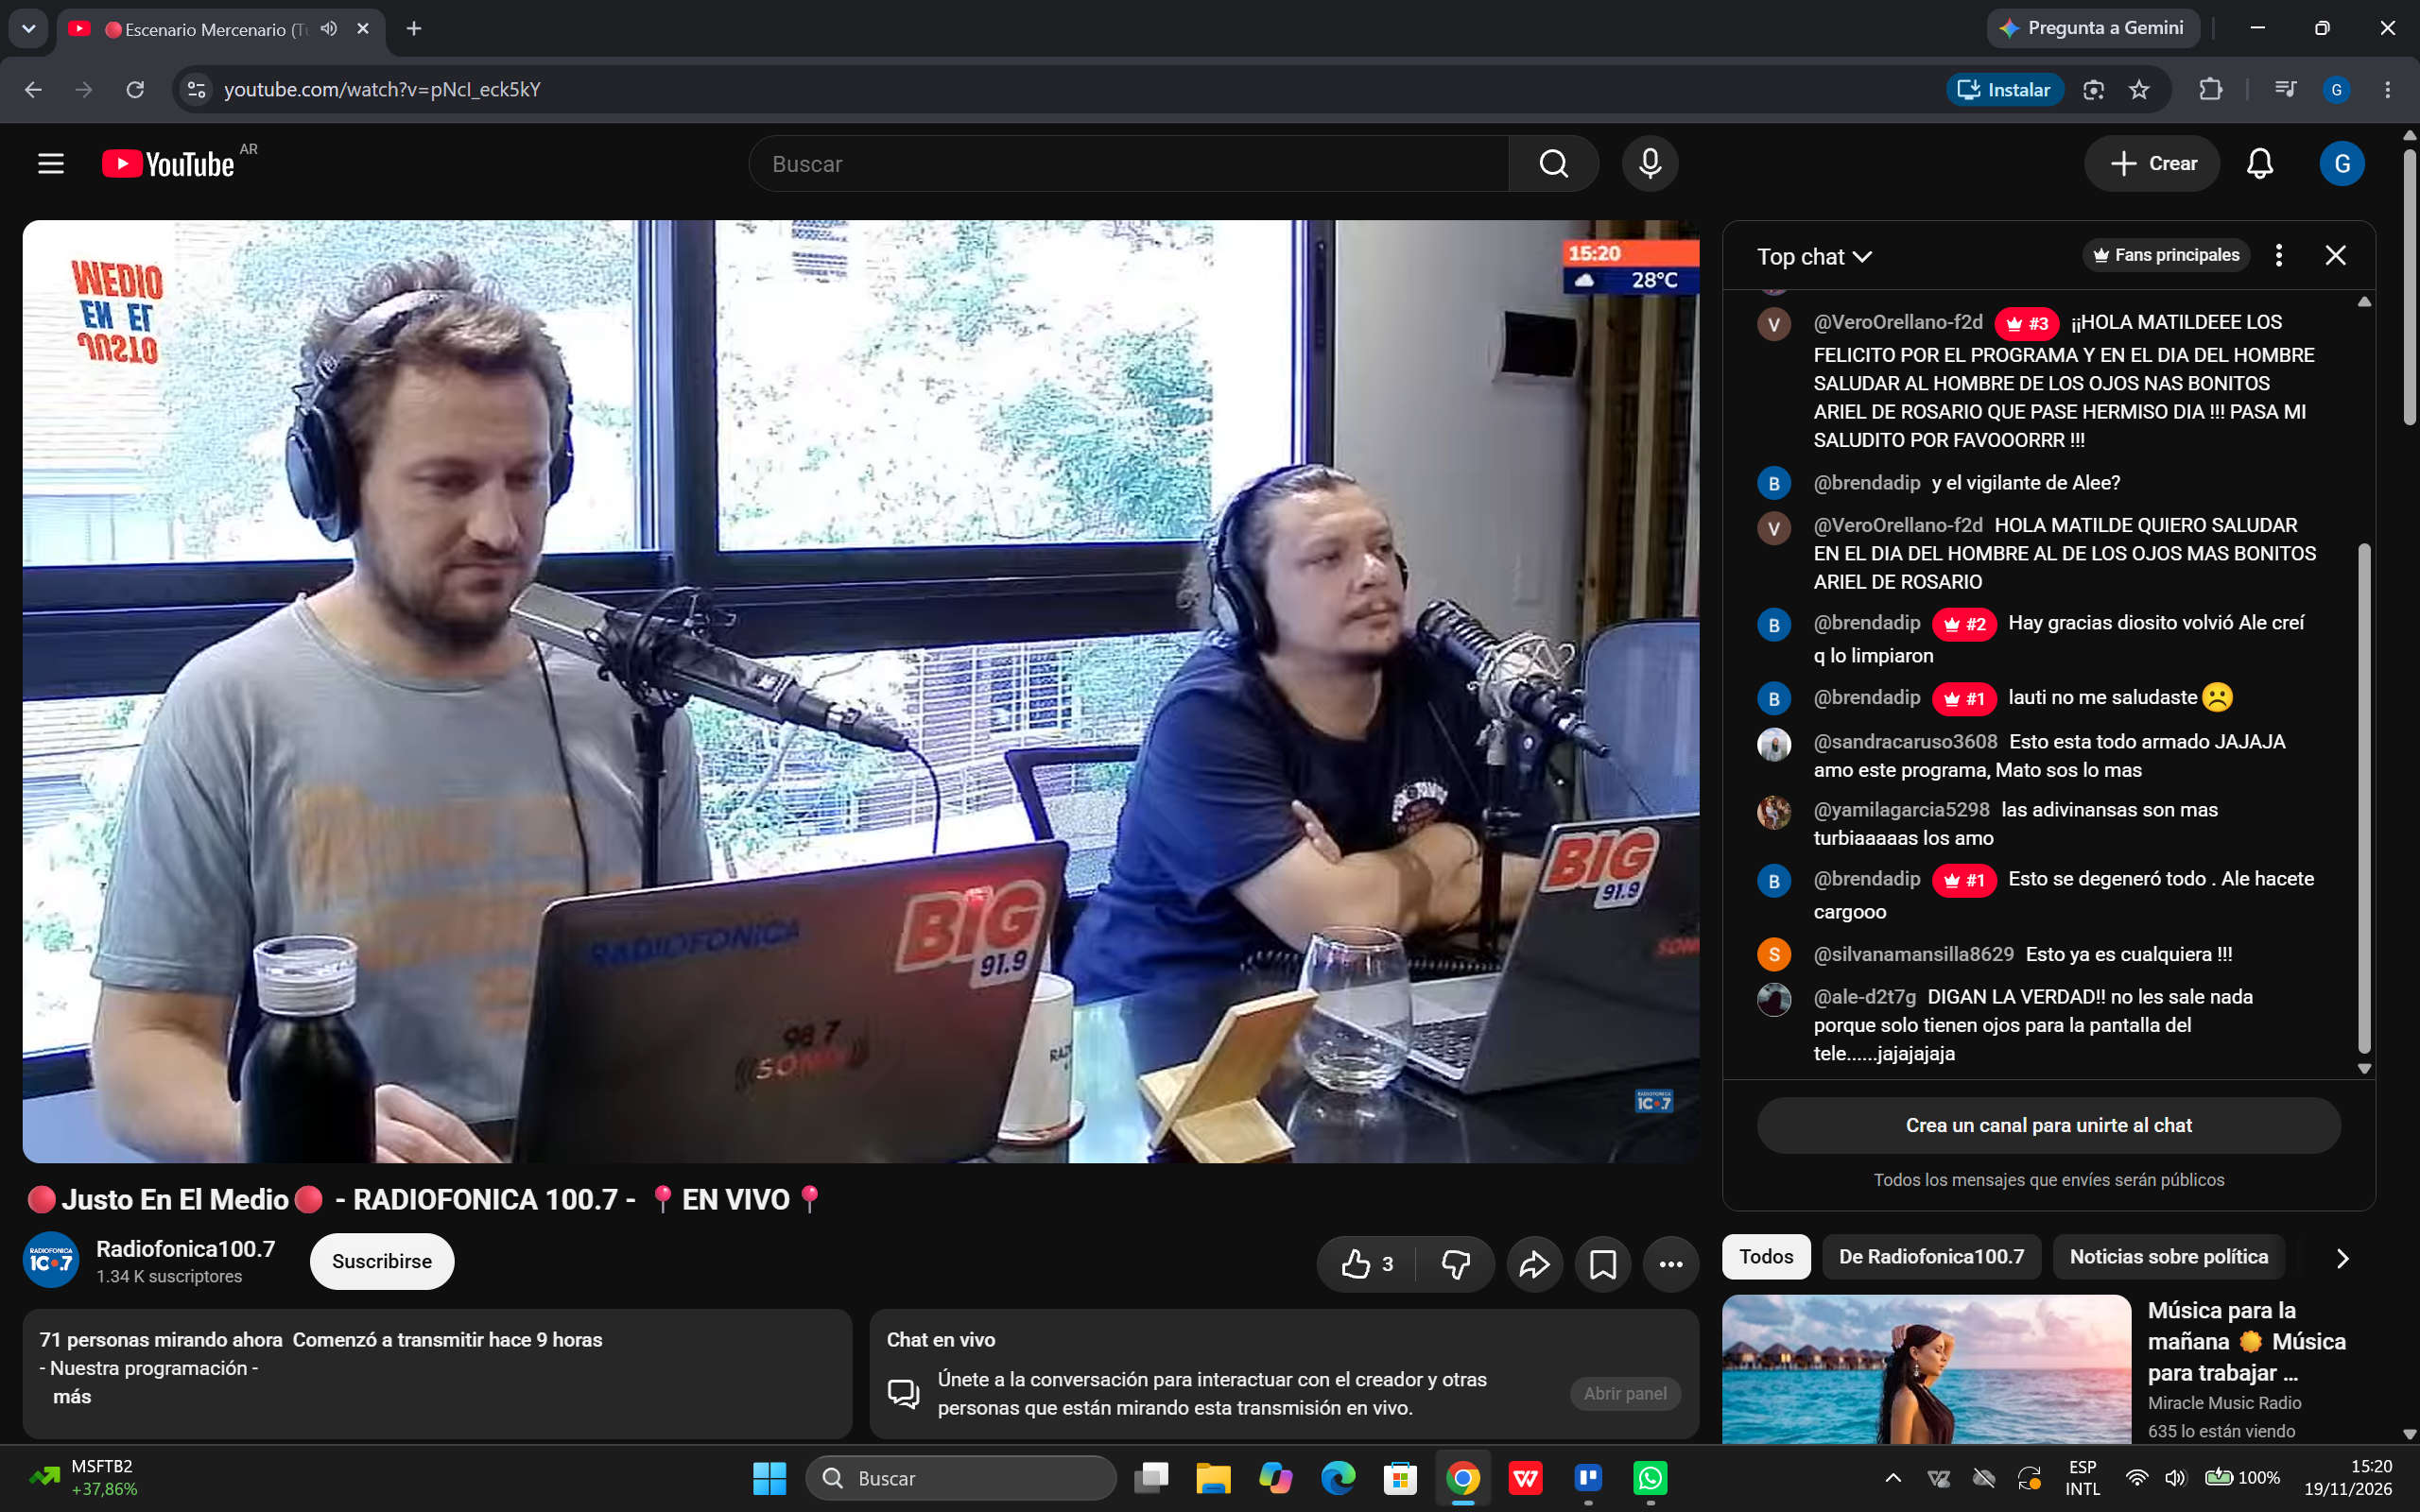 Escenario Mercenario (Tu
Pregunta a Gemini
youtube.com/watch?v=pNcI_eck5kY
Instalar
G
YouTube
AR
Buscar
Crear
G
MEDIO
EN EL
JUSTO
15:20
28°C
RADIOFONICA
BIG
91.9
98.7
SONIC
BIG
91.9
RADIOFONICA
100.7
Top chat
Fans principales
V
@VeroOrellano-f2d #3 ¡¡HOLA MATILDEEE LOS
FELICITO POR EL PROGRAMA Y EN EL DIA DEL HOMBRE
SALUDAR AL HOMBRE DE LOS OJOS NAS BONITOS
ARIEL DE ROSARIO QUE PASE HERMISO DIA !!! PASA MI
SALUDITO POR FAVOOORRR !!!
B
@brendadip y el vigilante de Alee?
V
@VeroOrellano-f2d HOLA MATILDE QUIERO SALUDAR
EN EL DIA DEL HOMBRE AL DE LOS OJOS MAS BONITOS
ARIEL DE ROSARIO
B
@brendadip #2 Hay gracias diosito volvió Ale creí
q lo limpiaron
B
@brendadip #1 lauti no me saludaste☹️
@sandracaruso3608 Esto esta todo armado JAJAJA
amo este programa, Mato sos lo mas
@yamilagarcia5298 las adivinansas son mas
turbiaaaaas los amo
B
@brendadip #1 Esto se degeneró todo . Ale hacete
cargooo
S
@silvanamansilla8629 Esto ya es cualquiera !!!
@ale-d2t7g DIGAN LA VERDAD!! no les sale nada
porque solo tienen ojos para la pantalla del
tele......jajajajaja
Crea un canal para unirte al chat
Todos los mensajes que envíes serán públicos
🔴Justo En El Medio🔴 - RADIOFONICA 100.7 - 📍EN VIVO📍
RADIOFONICA
100.7
Radiofonica100.7
1.34 K suscriptores
Suscribirse
3
71 personas mirando ahora Comenzó a transmitir hace 9 horas
- Nuestra programación -
más
Chat en vivo
Únete a la conversación para interactuar con el creador y otras
personas que están mirando esta transmisión en vivo.
Abrir panel
Todos
De Radiofonica100.7
Noticias sobre política
Música para la
mañana 🌼 Música
para trabajar ...
Miracle Music Radio
635 lo están viendo
MSFTB2
+37,86%
Buscar
ESP
INTL
100%
15:20
19/11/2026